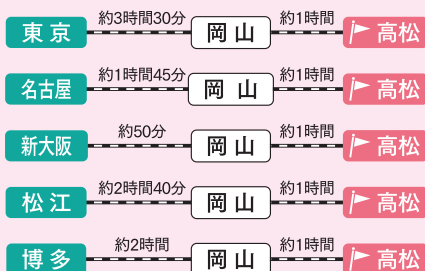 東京 約3時間30分 岡山 約1時間 高松
名古屋 約1時間45分 岡山 約1時間 高松
新大阪 約50分 岡山 約1時間 高松
松江 約2時間40分 岡山 約1時間 高松
博多 約2時間 岡山 約1時間 高松